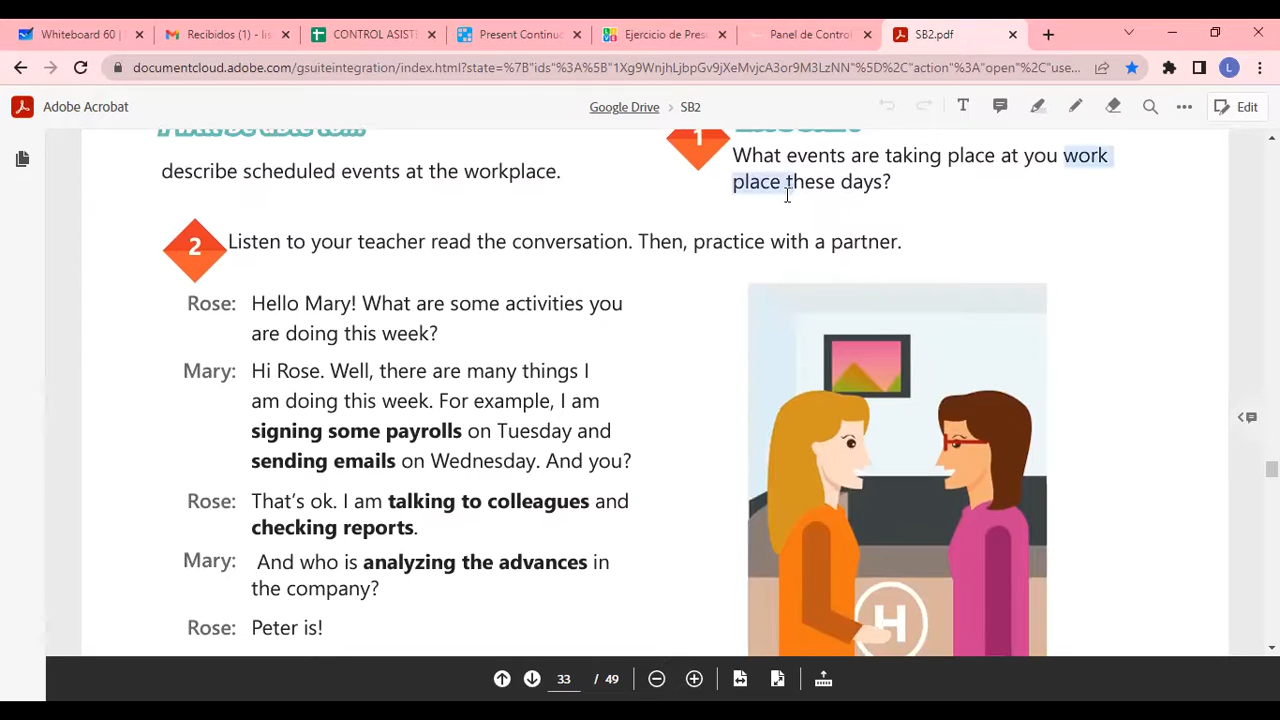 Whiteboard 60 |
Recibidos (1) - lis
CONTROL ASIST
Present Continuo
Ejercicio de Pres
Panel de Control
SB2.pdf
documentcloud.adobe.com/gsuiteintegration/index.html?state=%7B"ids"%3A%5B"1Xg9WnjhLjbpGv9jXeMvjcA3or9M3LzNN"%5D%2C"action"%3A"open"%2C"use...
L
Adobe Acrobat
Google Drive
SB2
Edit
describe scheduled events at the workplace.
1
What events are taking place at you work
place these days?
2
Listen to your teacher read the conversation. Then, practice with a partner.
Rose: Hello Mary! What are some activities you
are doing this week?
Mary: Hi Rose. Well, there are many things I
am doing this week. For example, I am
signing some payrolls on Tuesday and
sending emails on Wednesday. And you?
Rose: That's ok. I am talking to colleagues and
checking reports.
Mary: And who is analyzing the advances in
the company?
Rose: Peter is!
H
33 / 49